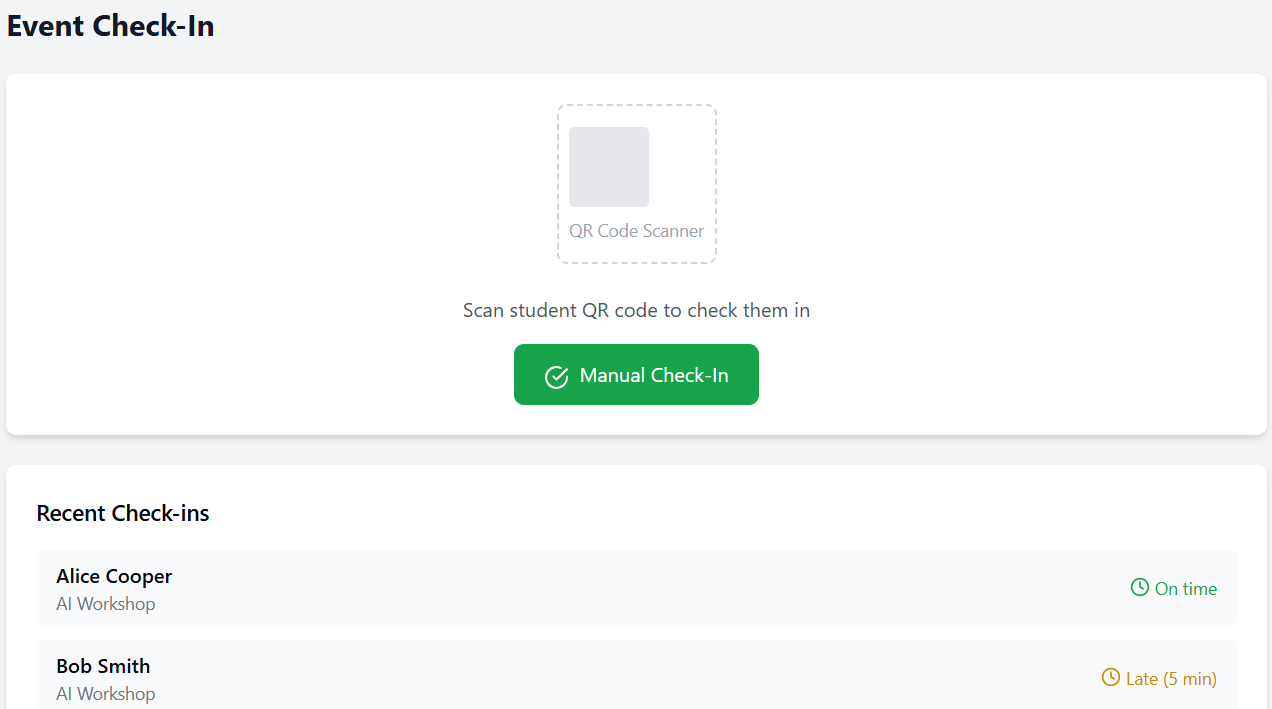 Event Check-In
QR Code Scanner
Scan student QR code to check them in
Manual Check-In
Recent Check-ins
Alice Cooper
AI Workshop
On time
Bob Smith
AI Workshop
Late (5 min)